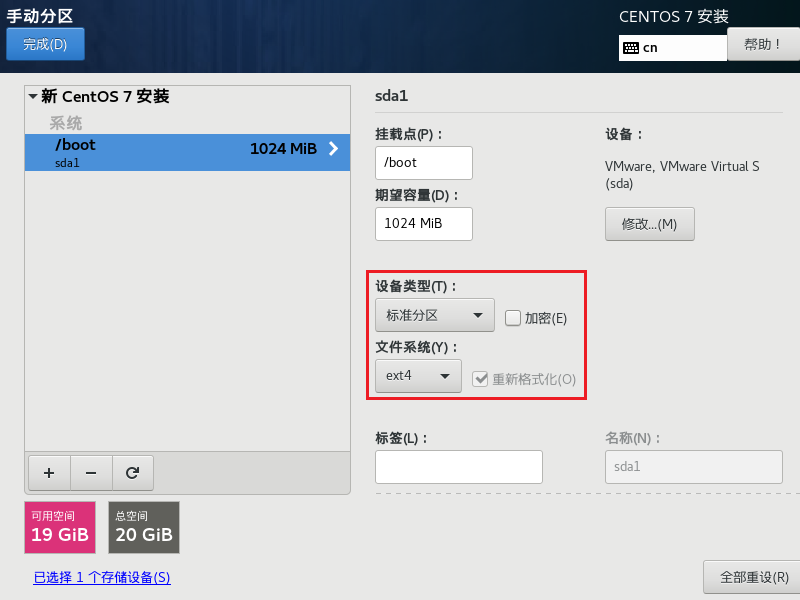 手动分区
CENTOS 7 安装
完成(D)
cn
帮助！
新 CentOS 7 安装
系统
/boot
1024 MiB
sda1
sda1
挂载点(P)：
/boot
期望容量(D)：
1024 MiB
设备：
VMware, VMware Virtual S
(sda)
修改...(M)
设备类型(T)：
标准分区
加密(E)
文件系统(Y)：
ext4
重新格式化(O)
标签(L)：
名称(N)：
sda1
可用空间
19 GiB
总空间
20 GiB
已选择 1 个存储设备(S)
全部重设(R)